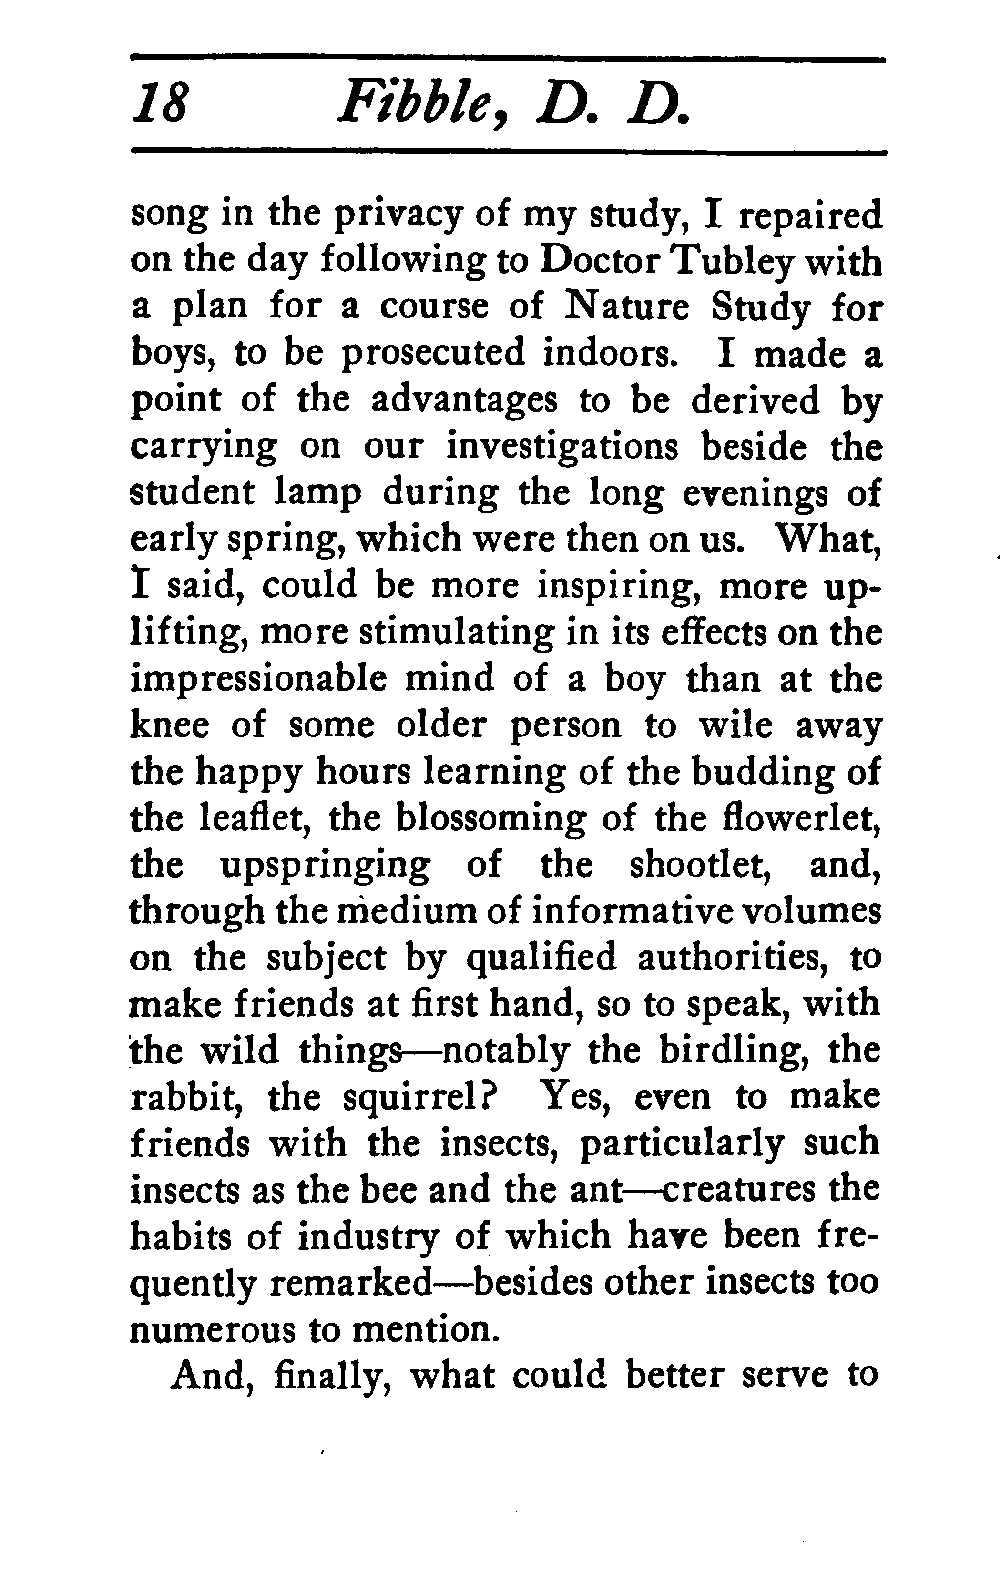 18 Fibble, D. D.
song in the privacy of my study, I repaired
on the day following to Doctor Tubley with
a plan for a course of Nature Study for
boys, to be prosecuted indoors. I made a
point of the advantages to be derived by
carrying on our investigations beside the
student lamp during the long evenings of
early spring, which were then on us. What,
I said, could be more inspiring, more up-
lifting, more stimulating in its effects on the
impressionable mind of a boy than at the
knee of some older person to wile away
the happy hours learning of the budding of
the leaflet, the blossoming of the flowerlet,
the upspringing of the shootlet, and,
through the medium of informative volumes
on the subject by qualified authorities, to
make friends at first hand, so to speak, with
the wild things—notably the birdling, the
rabbit, the squirrel? Yes, even to make
friends with the insects, particularly such
insects as the bee and the ant—creatures the
habits of industry of which have been fre-
quently remarked—besides other insects too
numerous to mention.
And, finally, what could better serve to